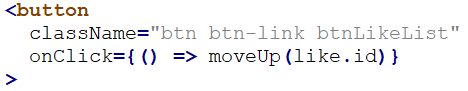 <button
className="btn btn-link btnLikeList"
onClick={() => moveUp(like.id)}
>